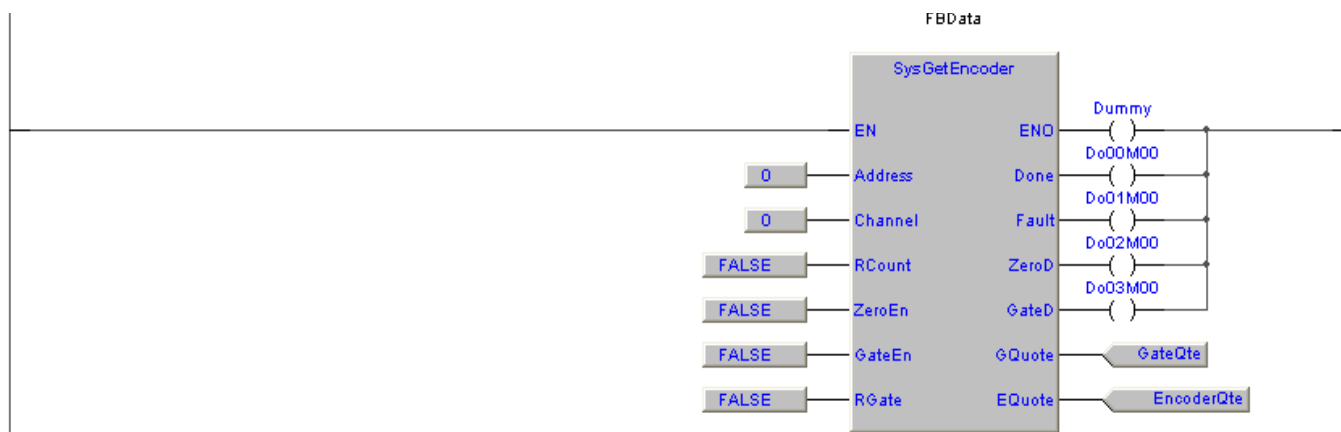 FBData
SysGetEncoder
Dummy
EN ENO
Do00M00
0 Address Done
Do01M00
0 Channel Fault
Do02M00
FALSE RCount ZeroD
Do03M00
FALSE ZeroEn GateD
FALSE GateEn GQuote GateQte
FALSE RGate EQuote EncoderQte